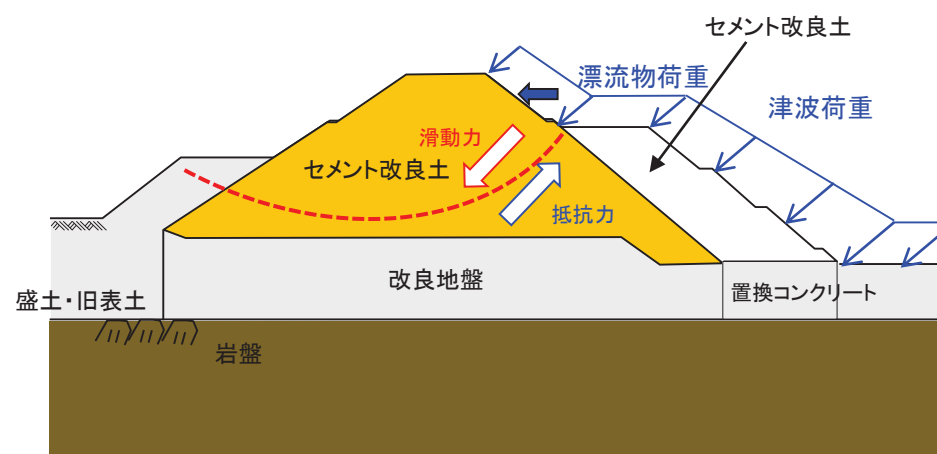 セメント改良土
漂流物荷重
津波荷重
滑動力
セメント改良土
抵抗力
改良地盤
置換コンクリート
盛土・旧表土
岩盤